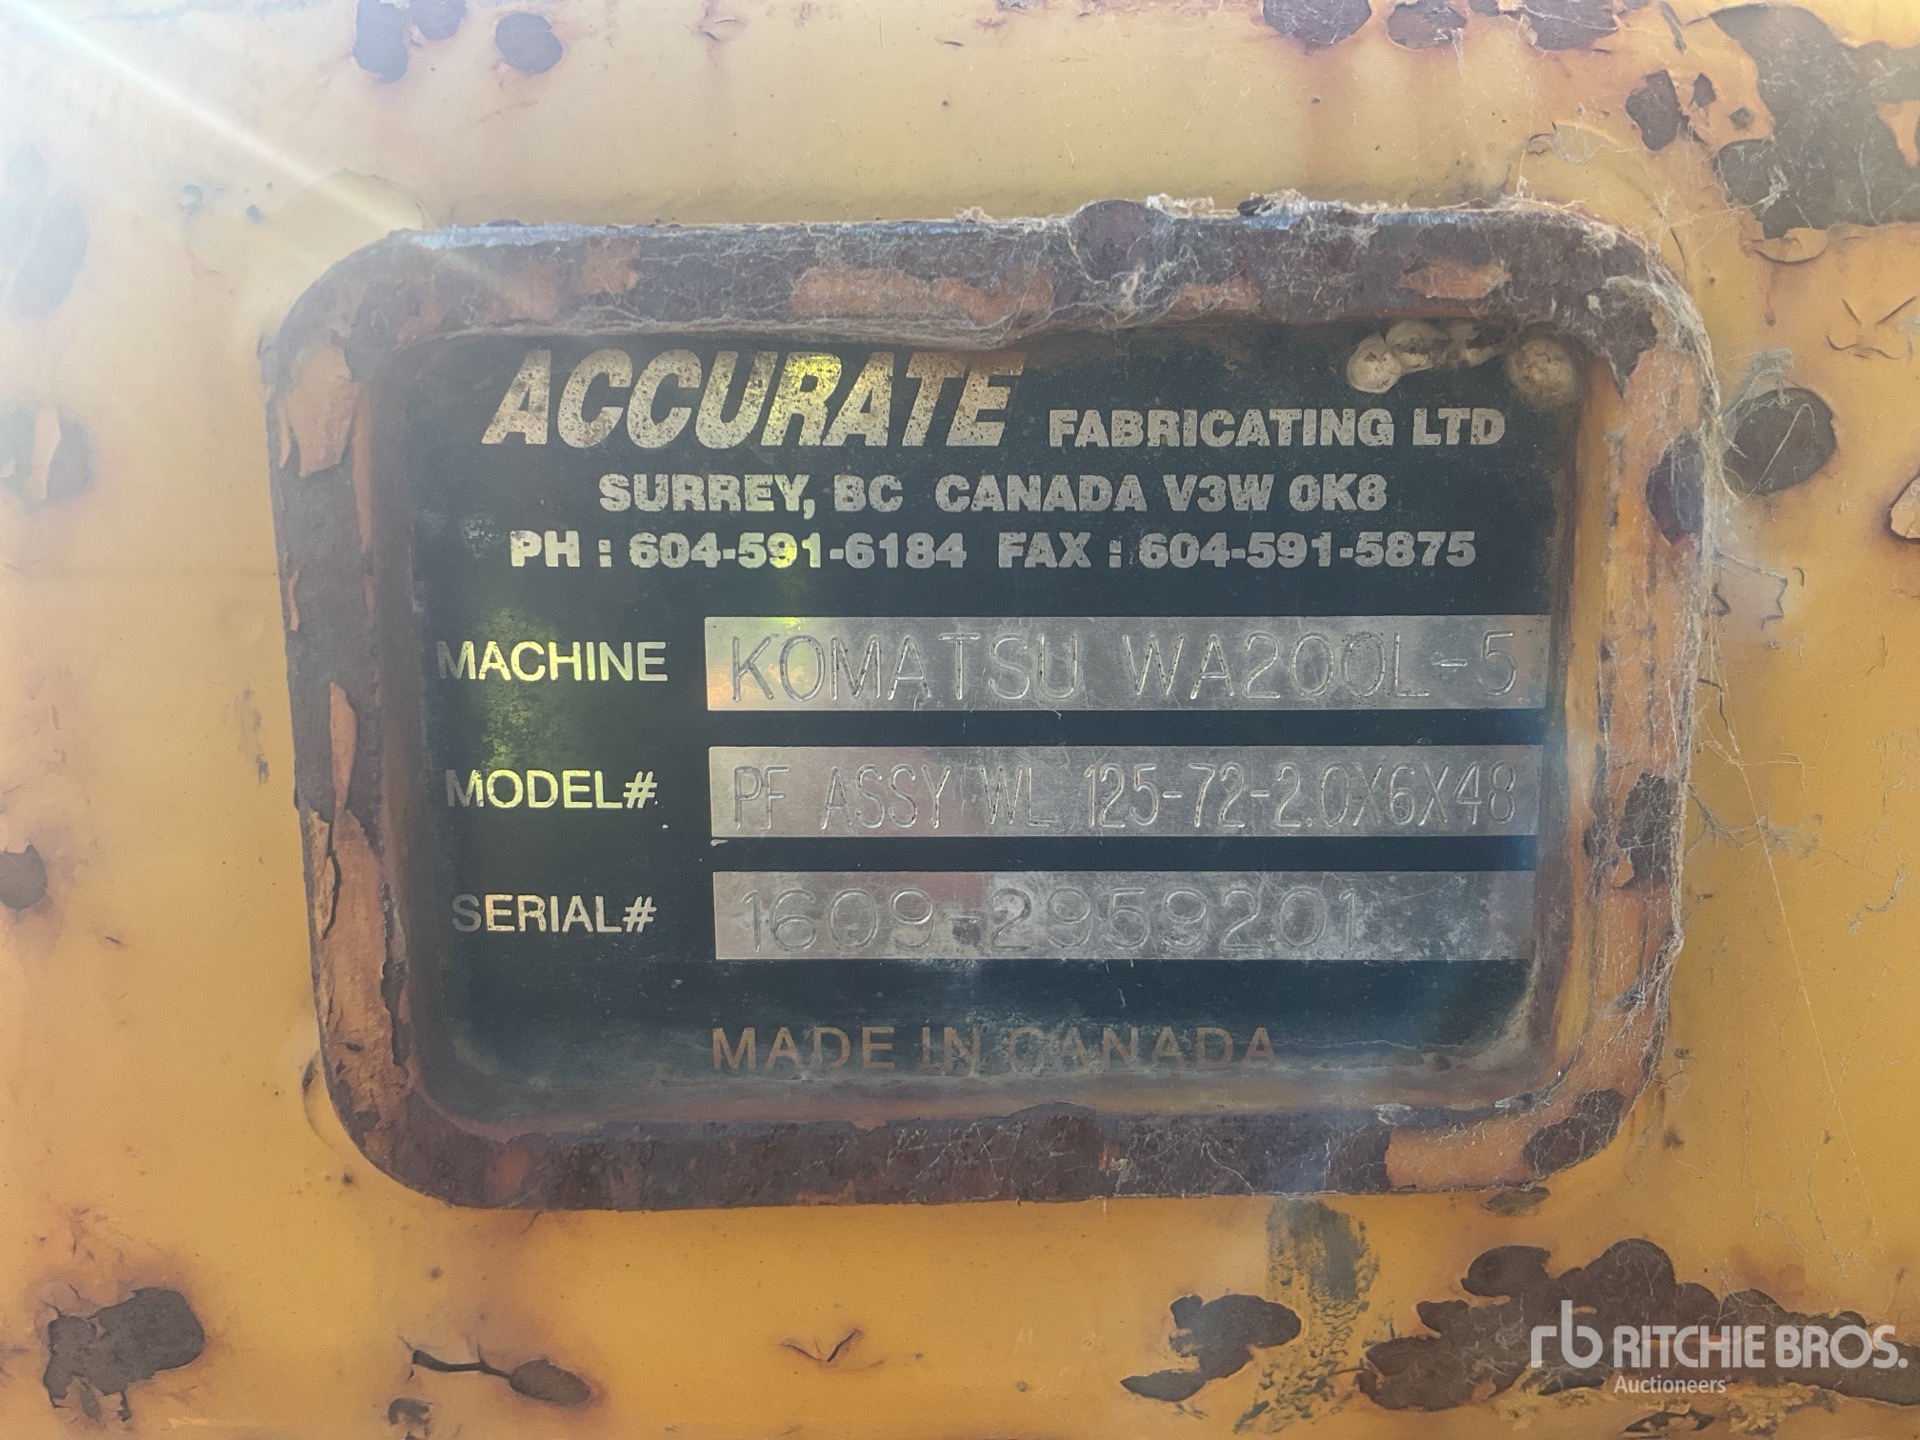 ACCURATE FABRICATING LTD
SURREY, BC CANADA V3W 0K8
PH : 604-591-6184 FAX : 604-591-5875
MACHINE KOMATSU WA200L-5
MODEL# PF ASSY WL 125-72-2.0X6X48
SERIAL# 1609-2959201
MADE IN CANADA
rb RITCHIE BROS.
Auctioneers